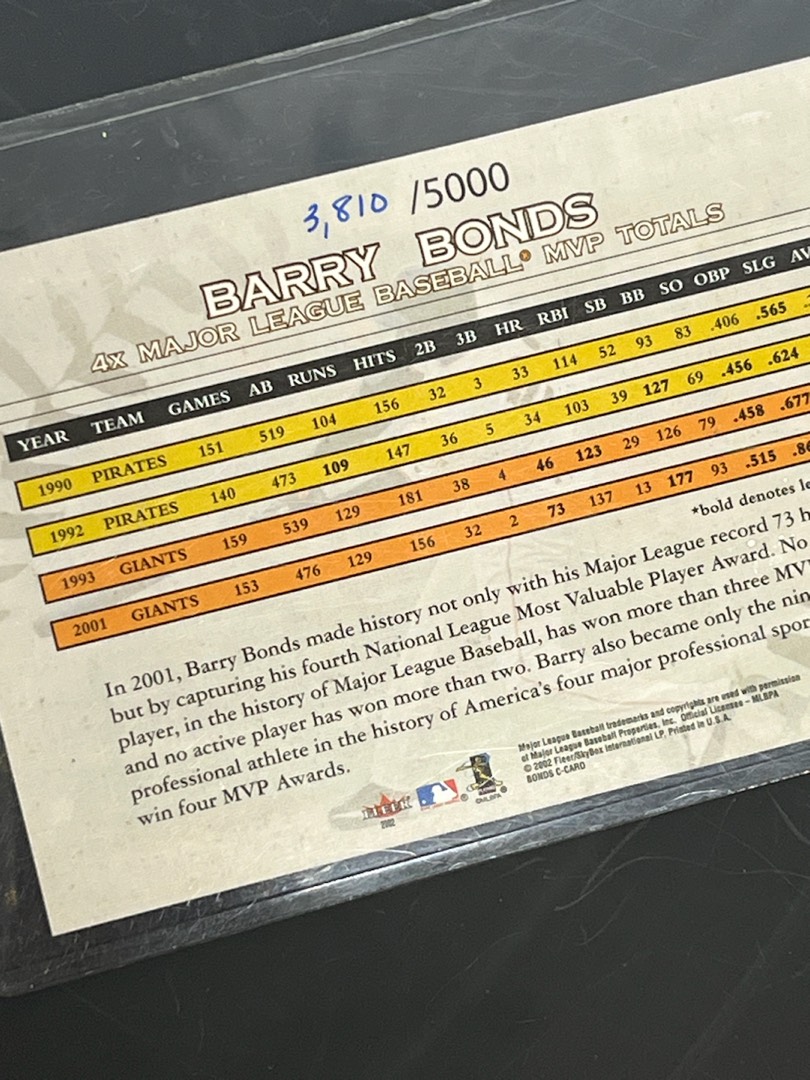 3,810 /5000
BARRY BONDS
4x MAJOR LEAGUE BASEBALL® MVP TOTALS
YEAR TEAM GAMES AB RUNS HITS 2B 3B HR RBI SB BB SO OBP SLG AV
1990 PIRATES 151 519 104 156 32 3 33 114 52 93 83 .406 .565
1992 PIRATES 140 473 109 147 36 5 34 103 39 127 69 .456 .624
1993 GIANTS 159 539 129 181 38 4 46 123 29 126 79 .458 .677
2001 GIANTS 153 476 129 156 32 2 73 137 13 177 93 .515 .86
*bold denotes le
In 2001, Barry Bonds made history not only with his Major League record 73 h
but by capturing his fourth National League Most Valuable Player Award. No
player, in the history of Major League Baseball, has won more than three MVP
and no active player has won more than two. Barry also became only the nin
professional athlete in the history of America's four major professional spor
win four MVP Awards.
Major League Baseball trademarks and copyrights are used with permission
of Major League Baseball Properties, Inc. Official Licensee – MLBPA
© 2002 Fleer/SkyBox International LP. Printed in U.S.A.
BONDS C-CARD
FLEER
2002
©MLBPA